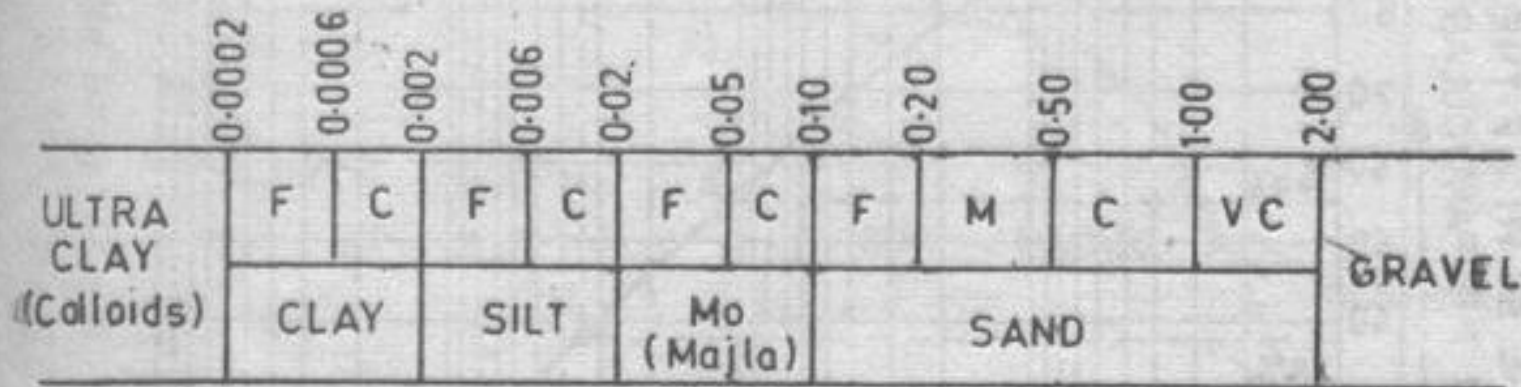 0.0002 0.0006 0.002 0.006 0.02. 0.05 0.10 0.20 0.50 1.00 2.00
F C F C F C F M C VC
ULTRA
CLAY
(Colloids)
CLAY SILT Mo
(Majla)
SAND
GRAVEL